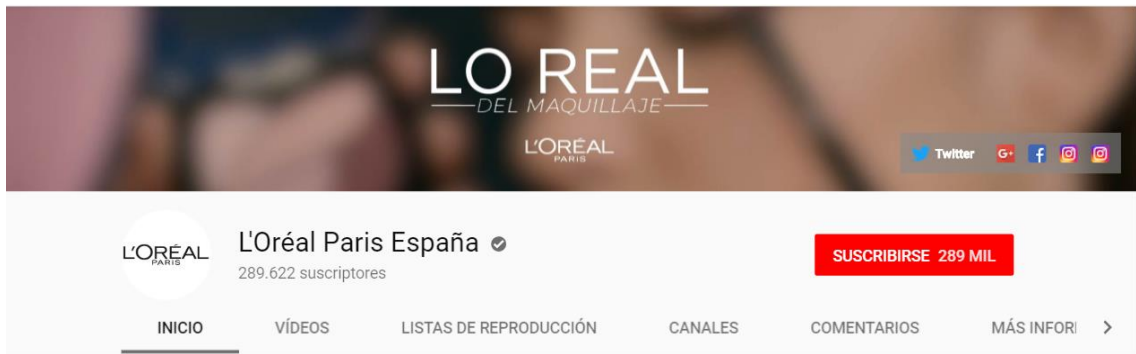 LO REAL
DEL MAQUILLAJE
L'ORÉAL
PARIS
Twitter G+ f
L'ORÉAL
PARIS
L'Oréal Paris España
289.622 suscriptores
SUSCRIBIRSE 289 MIL
INICIO VÍDEOS LISTAS DE REPRODUCCIÓN CANALES COMENTARIOS MÁS INFORI